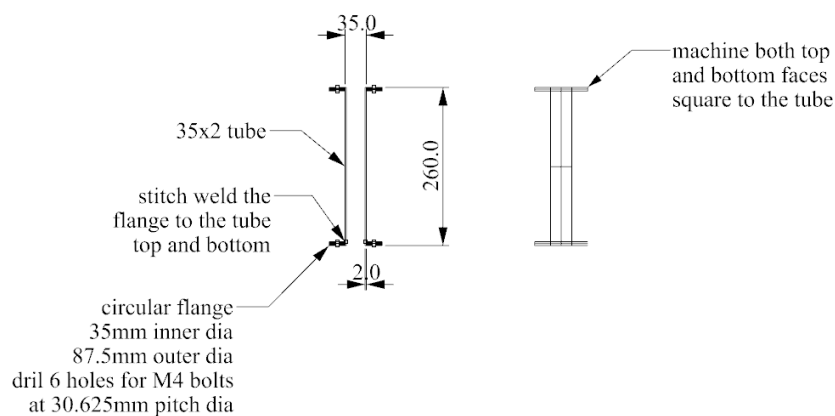 35.0
machine both top
and bottom faces
square to the tube
35x2 tube
260.0
stitch weld the
flange to the tube
top and bottom
2.0
circular flange
35mm inner dia
87.5mm outer dia
dril 6 holes for M4 bolts
at 30.625mm pitch dia